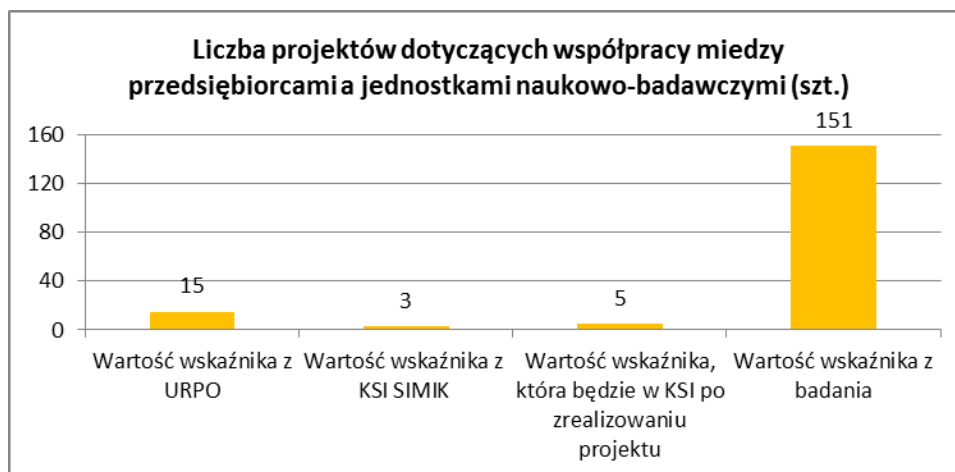 Liczba projektów dotyczących współpracy miedzy
przedsiębiorcami a jednostkami naukowo-badawczymi (szt.)
160
120
80
40
0
15
3
5
151
Wartość wskaźnika z
URPO
Wartość wskaźnika z
KSI SIMIK
Wartość wskaźnika,
która będzie w KSI po
zrealizowaniu
projektu
Wartość wskaźnika z
badania